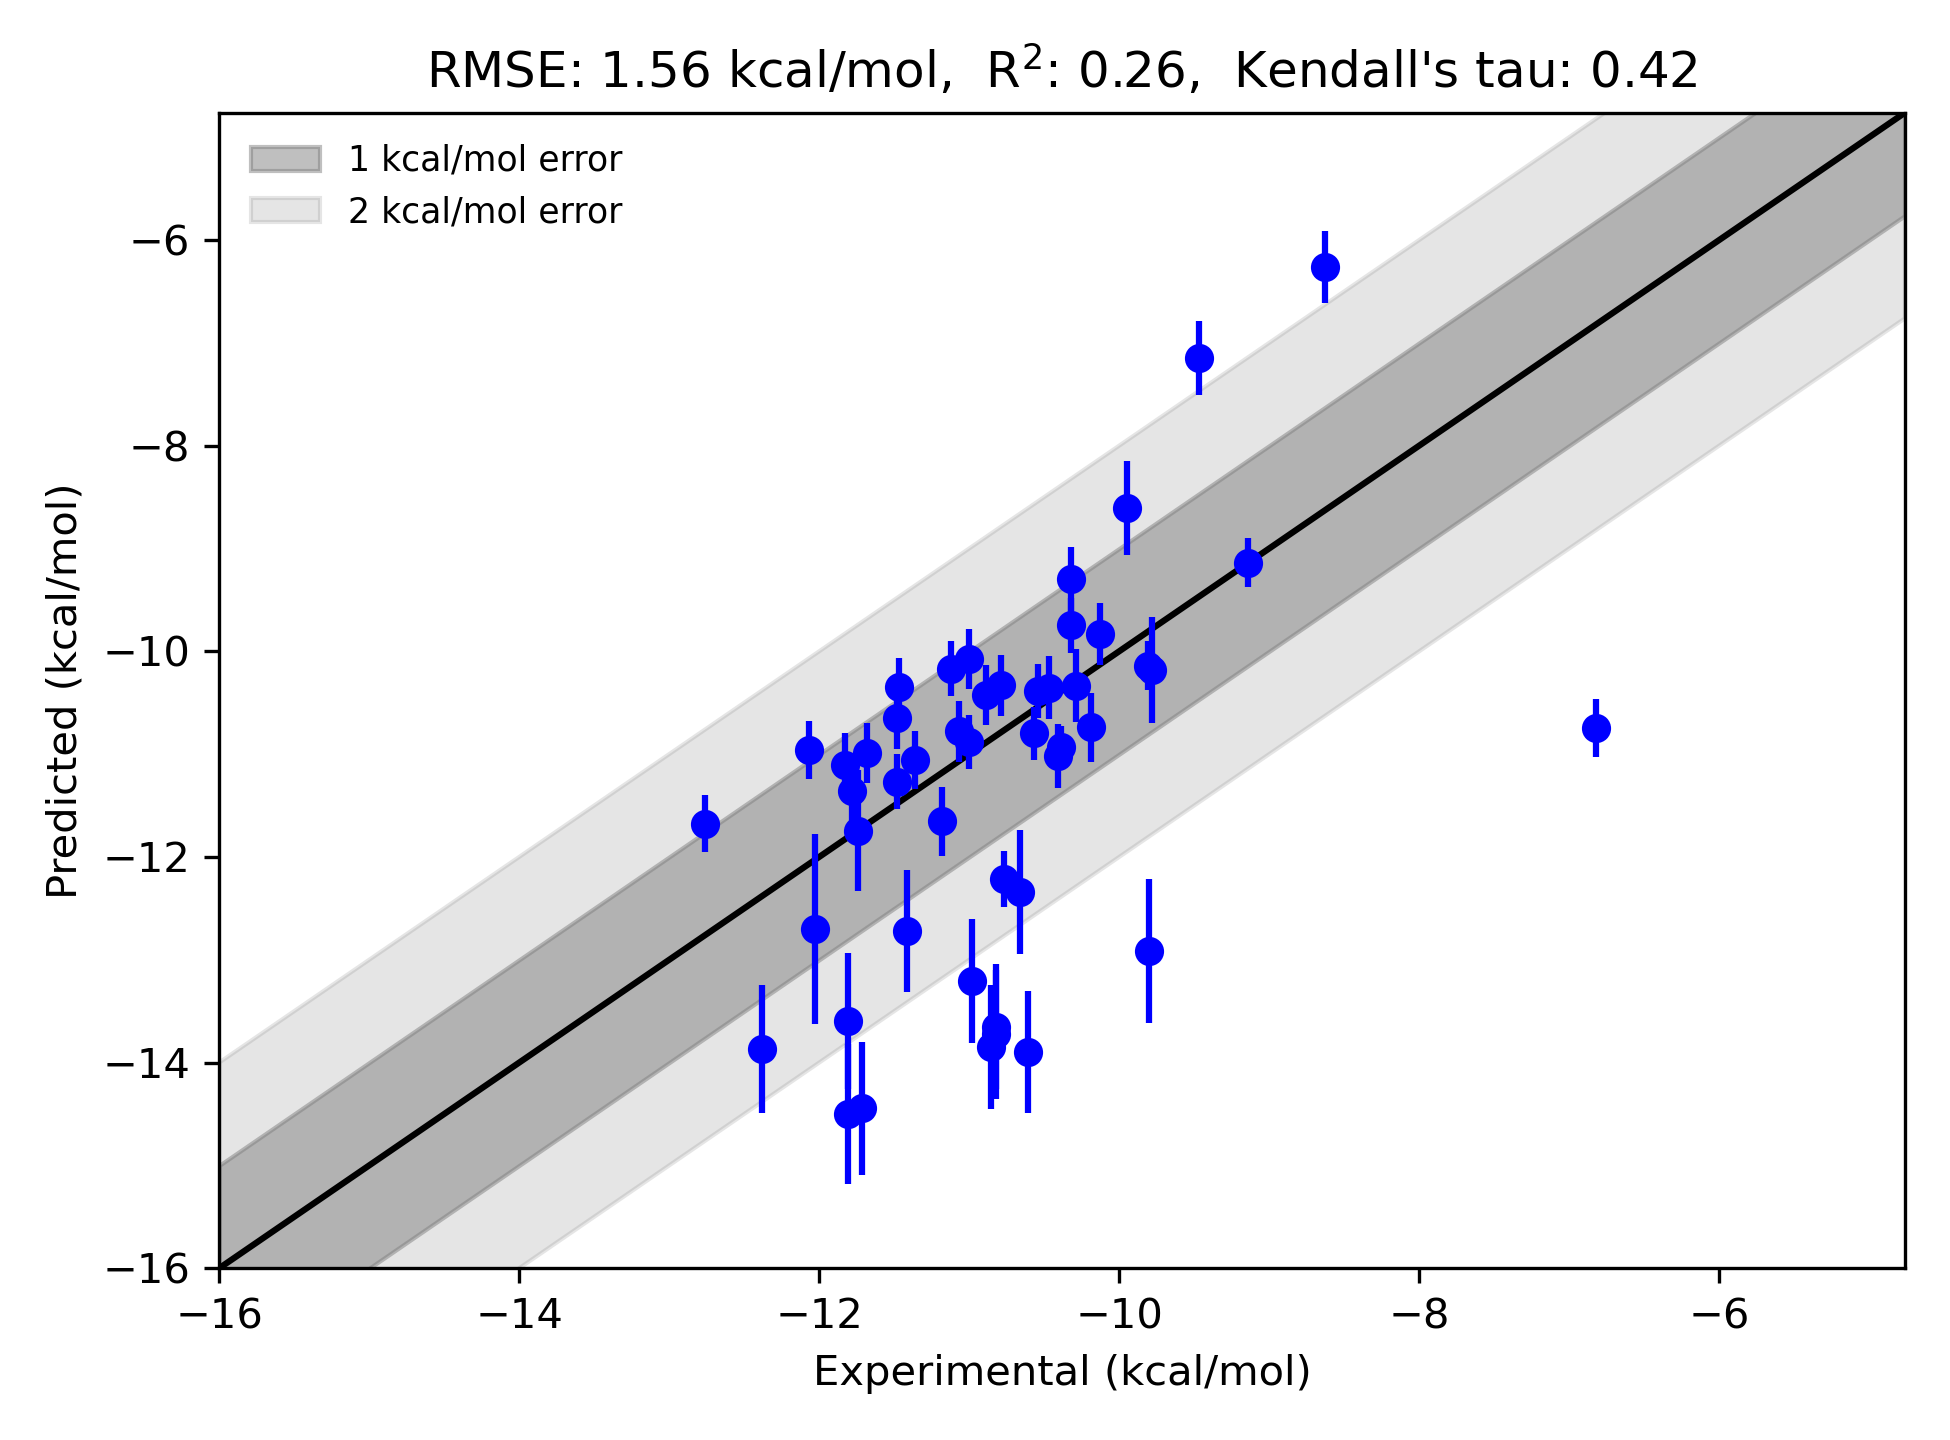 RMSE: 1.56 kcal/mol,  R²: 0.26,  Kendall's tau: 0.42
1 kcal/mol error
2 kcal/mol error
−6
−8
−10
−12
−14
−16
Predicted (kcal/mol)
−16
−14
−12
−10
−8
−6
Experimental (kcal/mol)